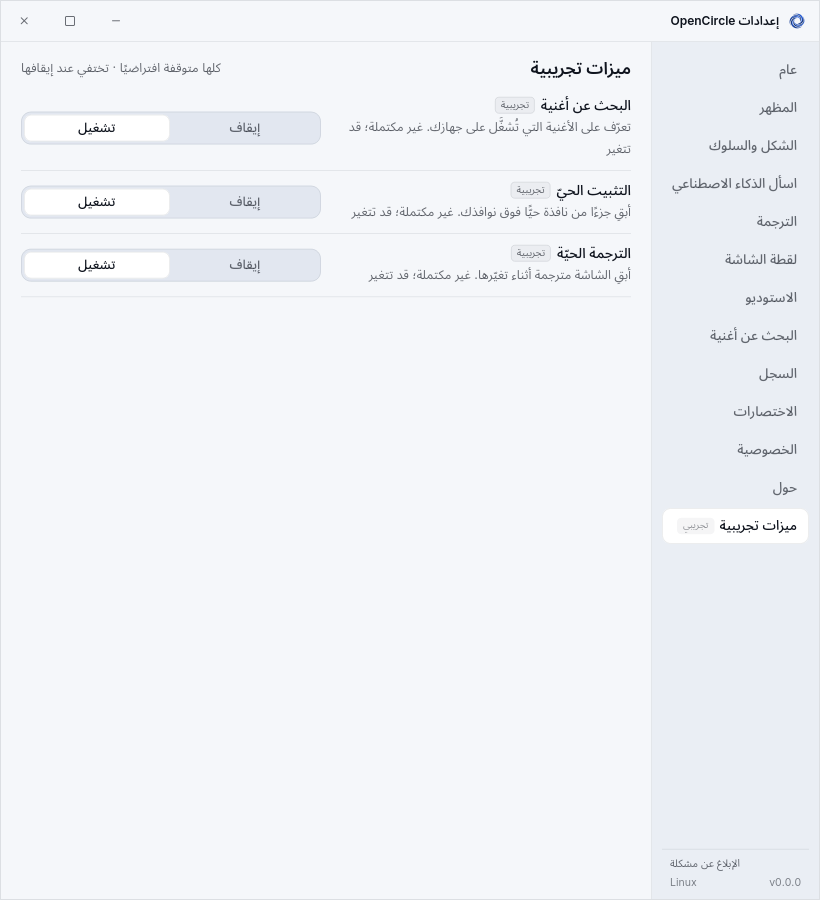 إعدادات OpenCircle
عام
المظهر
الشكل والسلوك
اسأل الذكاء الاصطناعي
الترجمة
لقطة الشاشة
الاستوديو
البحث عن أغنية
السجل
الاختصارات
الخصوصية
حول
ميزات تجريبية تجريبي
الإبلاغ عن مشكلة
v0.0.0 Linux
ميزات تجريبية
كلها متوقفة افتراضيًا · تختفي عند إيقافها
البحث عن أغنية تجريبية
تعرّف على الأغنية التي تُشغَّل على جهازك. غير مكتملة؛ قد
تتغير
إيقاف تشغيل
التثبيت الحيّ تجريبية
أبقِ جزءًا من نافذة حيًّا فوق نوافذك. غير مكتملة؛ قد تتغير
إيقاف تشغيل
الترجمة الحيّة تجريبية
أبقِ الشاشة مترجمة أثناء تغيّرها. غير مكتملة؛ قد تتغير
إيقاف تشغيل